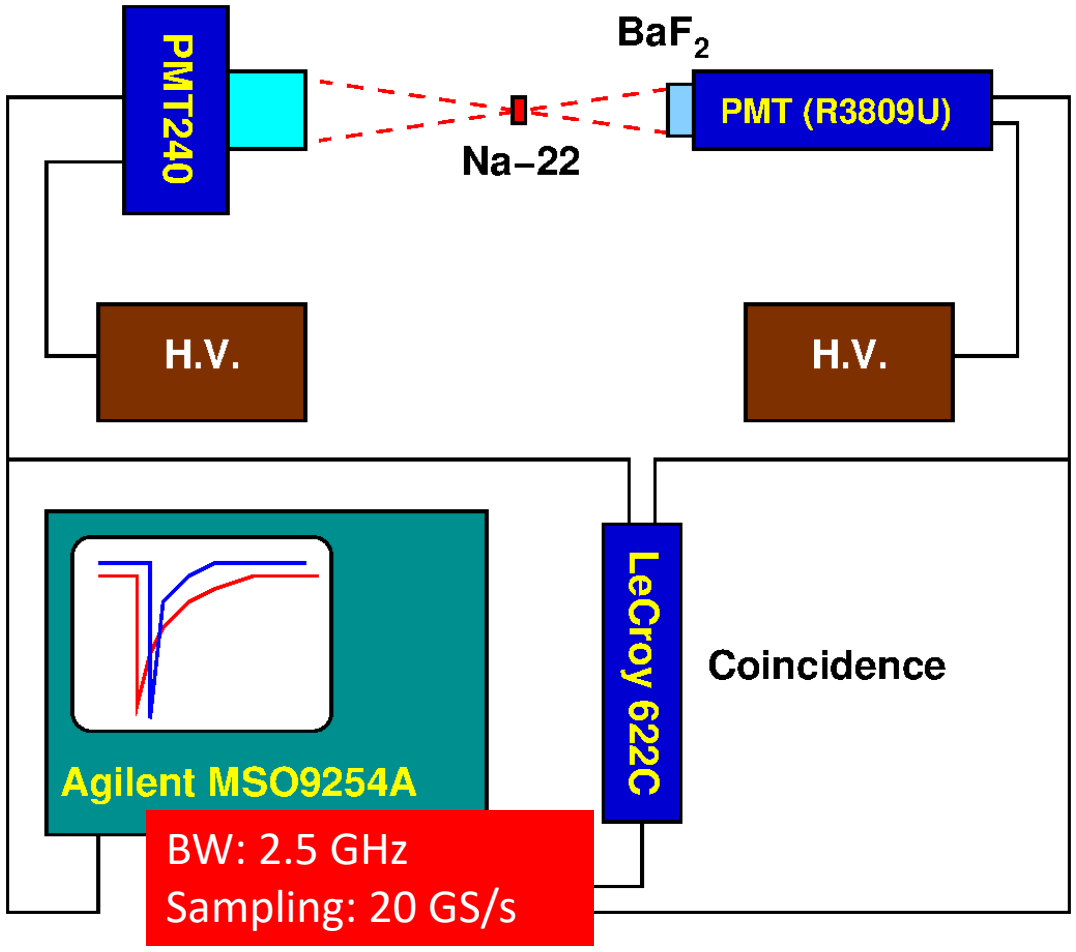 BaF2
PMT240
PMT (R3809U)
Na−22
H.V.
H.V.
LeCroy 622C
Coincidence
Agilent MSO9254A
BW: 2.5 GHz
Sampling: 20 GS/s